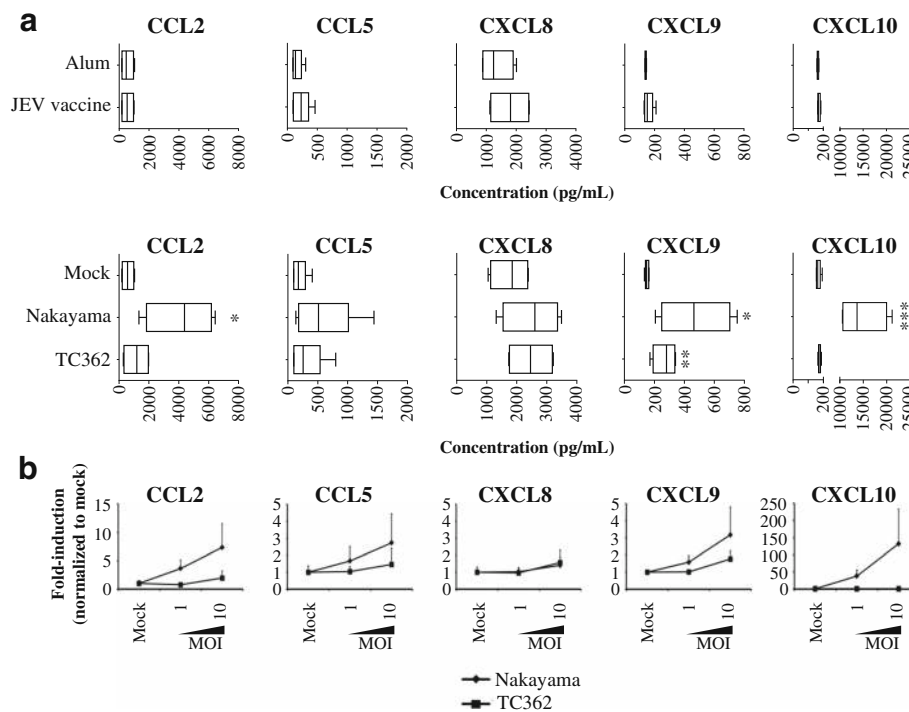 a
CCL2 CCL5 CXCL8 CXCL9 CXCL10
Alum
JEV vaccine
0 2000 4000 6000 8000 0 500 1000 1500 2000 0 1000 2000 3000 4000 0 200 400 600 800 0 200 10000 15000 20000 25000
Concentration (pg/mL)
CCL2 CCL5 CXCL8 CXCL9 CXCL10
Mock
Nakayama * * ***
TC362 **
0 2000 4000 6000 8000 0 500 1000 1500 2000 0 1000 2000 3000 4000 0 200 400 600 800 0 200 10000 15000 20000 25000
Concentration (pg/mL)
b
Fold-induction
(normalized to mock)
CCL2 CCL5 CXCL8 CXCL9 CXCL10
15 10 5 0 5 4 3 2 1 0 5 4 3 2 1 0 5 4 3 2 1 0 250 200 150 100 50 0
Mock 1 10 Mock 1 10 Mock 1 10 Mock 1 10 Mock 1 10
MOI MOI MOI MOI MOI
Nakayama
TC362